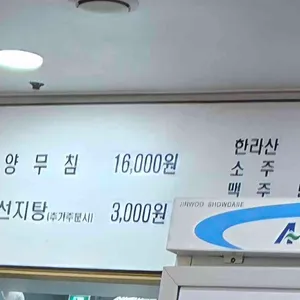 양무침 16,000원
선지탕(추가주문시) 3,000원
한라산
소주
맥주
JINWOO SHOWCASE